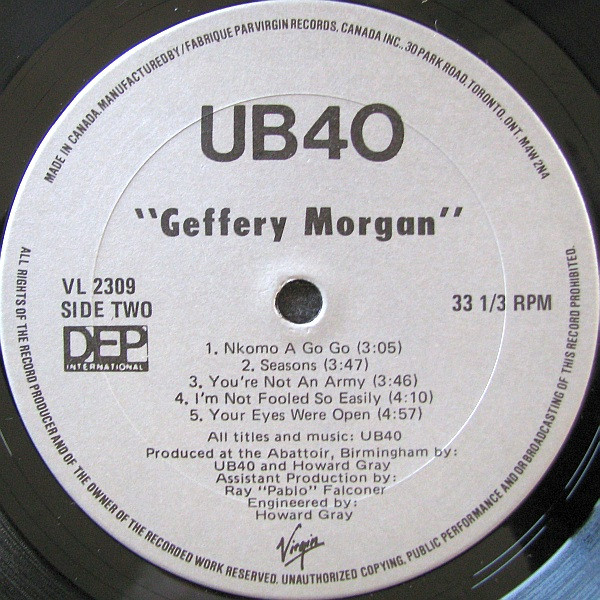 MADE IN CANADA. MANUFACTURED BY/FABRIQUE PAR VIRGIN RECORDS, CANADA INC., 30 PARK ROAD, TORONTO, ONT. M4W 2N4
UB40
"Geffery Morgan"
VL 2309
SIDE TWO
33 1/3 RPM
DEP
INTERNATIONAL
1. Nkomo A Go Go (3:05)
2. Seasons (3:47)
3. You're Not An Army (3:46)
4. I'm Not Fooled So Easily (4:10)
5. Your Eyes Were Open (4:57)
All titles and music: UB40
Produced at the Abattoir, Birmingham by:
UB40 and Howard Gray
Assistant Production by:
Ray "Pablo" Falconer
Engineered by:
Howard Gray
Virgin
ALL RIGHTS OF THE RECORD PRODUCER AND OF THE OWNER OF THE RECORDED WORK RESERVED. UNAUTHORIZED COPYING, PUBLIC PERFORMANCE AND/OR BROADCASTING OF THIS RECORD PROHIBITED.